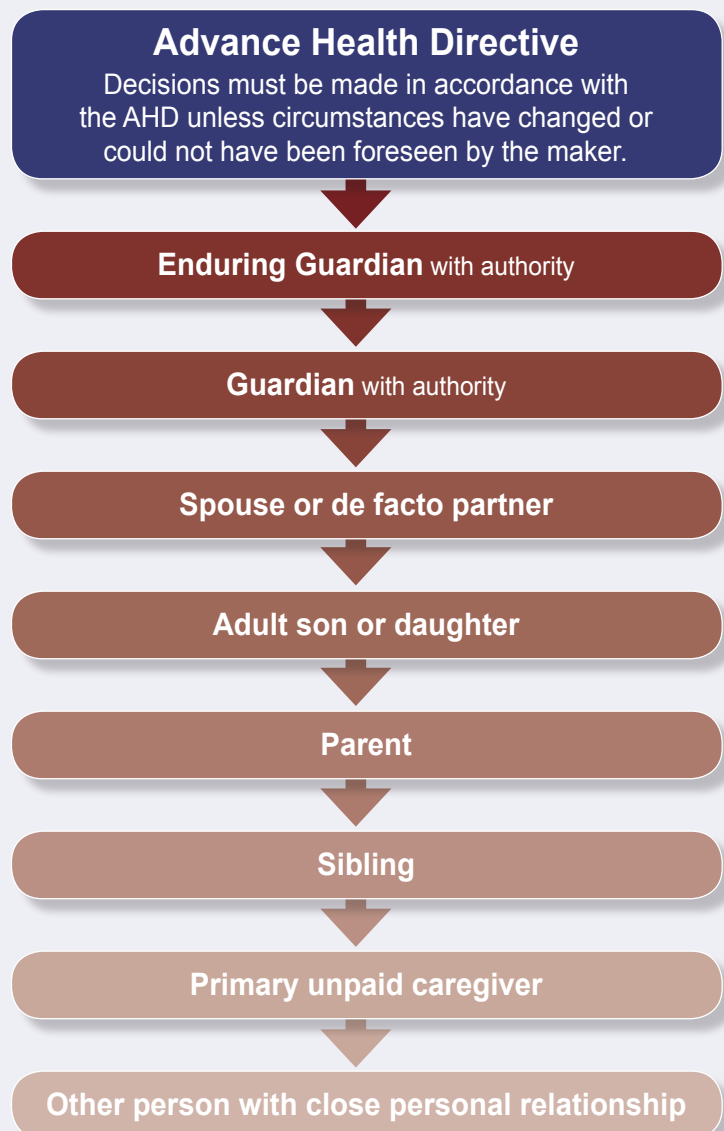 Advance Health Directive
Decisions must be made in accordance with
the AHD unless circumstances have changed or
could not have been foreseen by the maker.
Enduring Guardian with authority
Guardian with authority
Spouse or de facto partner
Adult son or daughter
Parent
Sibling
Primary unpaid caregiver
Other person with close personal relationship